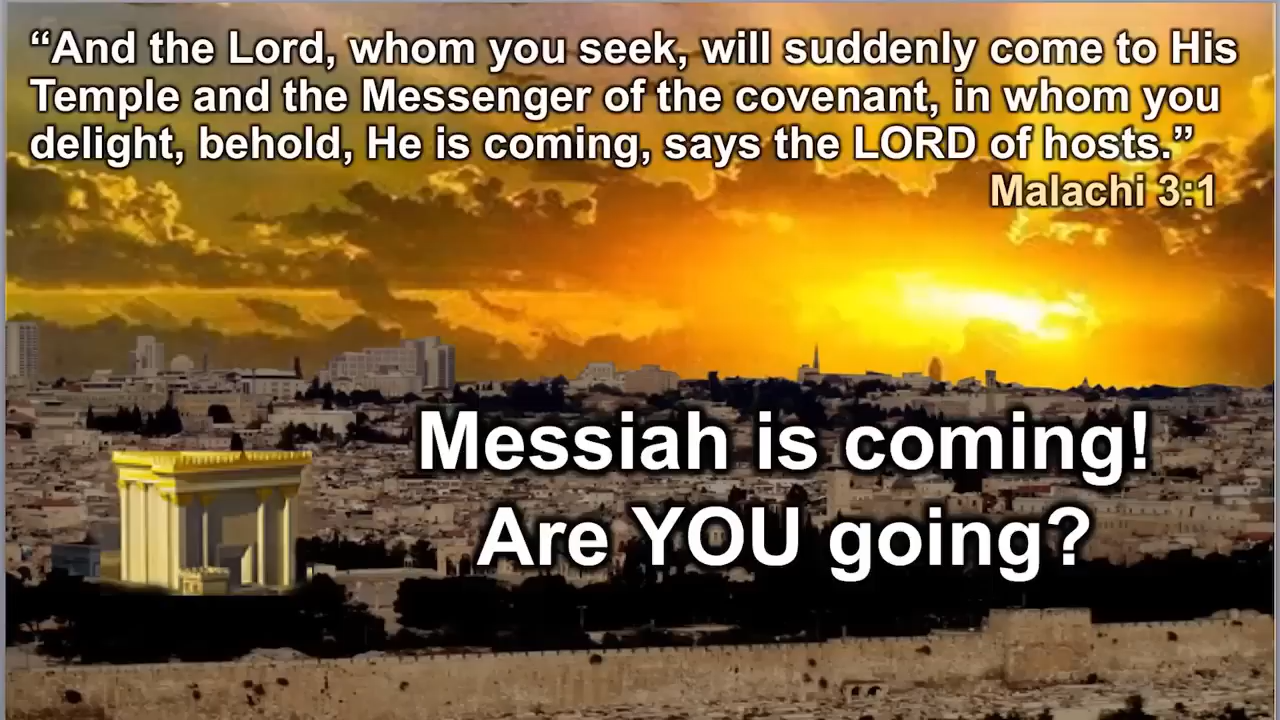 “And the Lord, whom you seek, will suddenly come to His
Temple and the Messenger of the covenant, in whom you
delight, behold, He is coming, says the LORD of hosts.”
Malachi 3:1
Messiah is coming!
Are YOU going?